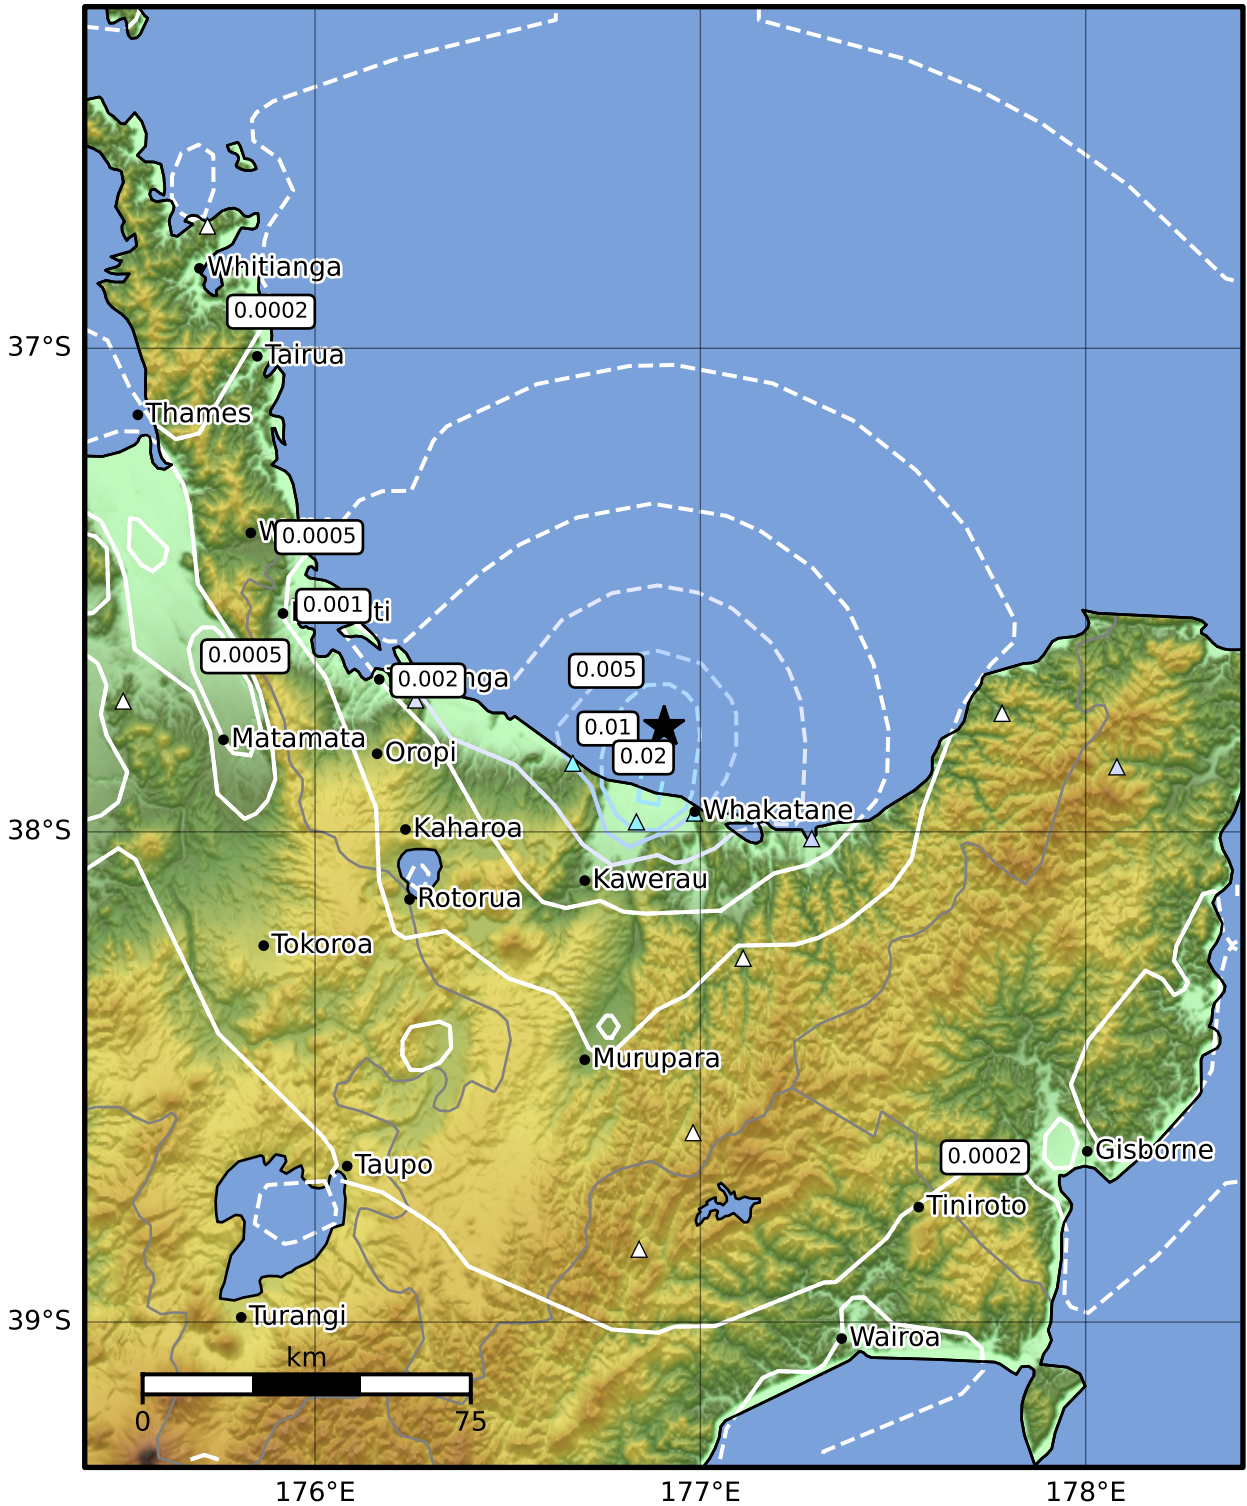 Whitianga
0.0002
37°S
Tairua
Thames
0.0005
0.001
0.0005
0.002
0.005
0.01
0.02
Matamata
Oropi
Whakatane
38°S
Kaharoa
Kawerau
Rotorua
Tokoroa
Murupara
0.0002
Gisborne
Taupo
Tiniroto
Turangi
39°S
Wairoa
km
0
75
176°E
177°E
178°E